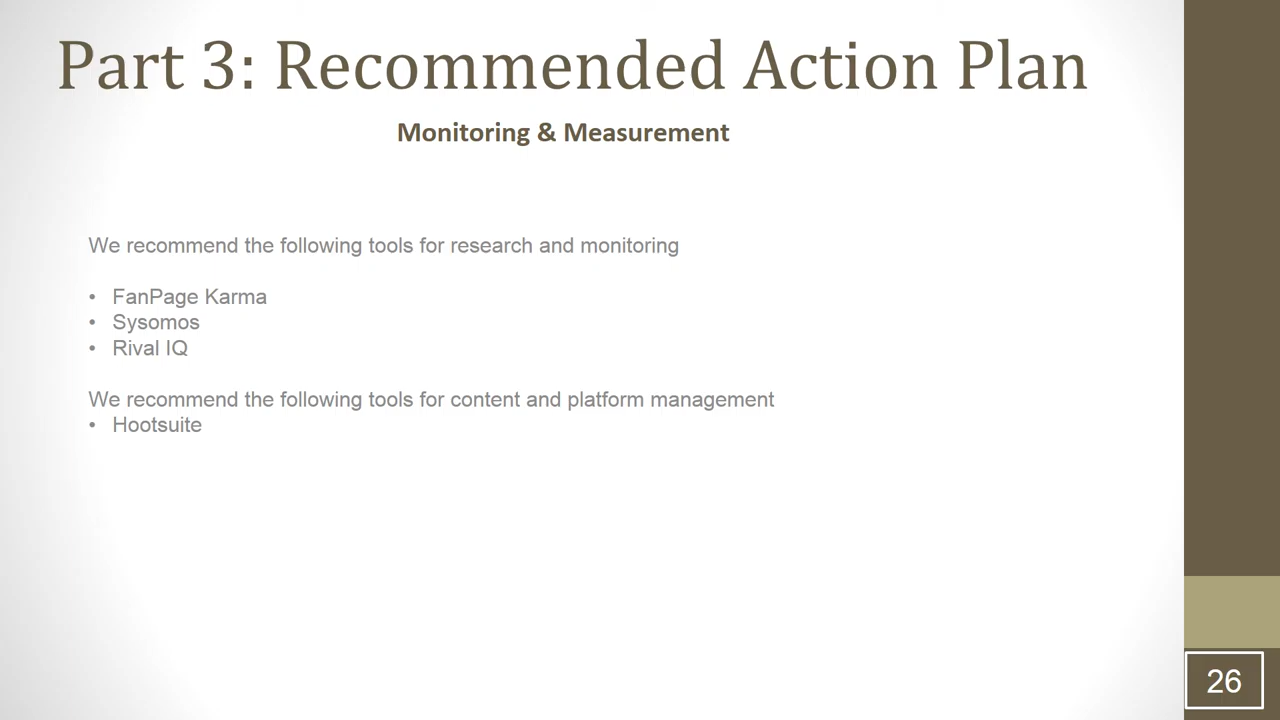 Part 3: Recommended Action Plan
Monitoring & Measurement
We recommend the following tools for research and monitoring
• FanPage Karma
• Sysomos
• Rival IQ
We recommend the following tools for content and platform management
• Hootsuite
26